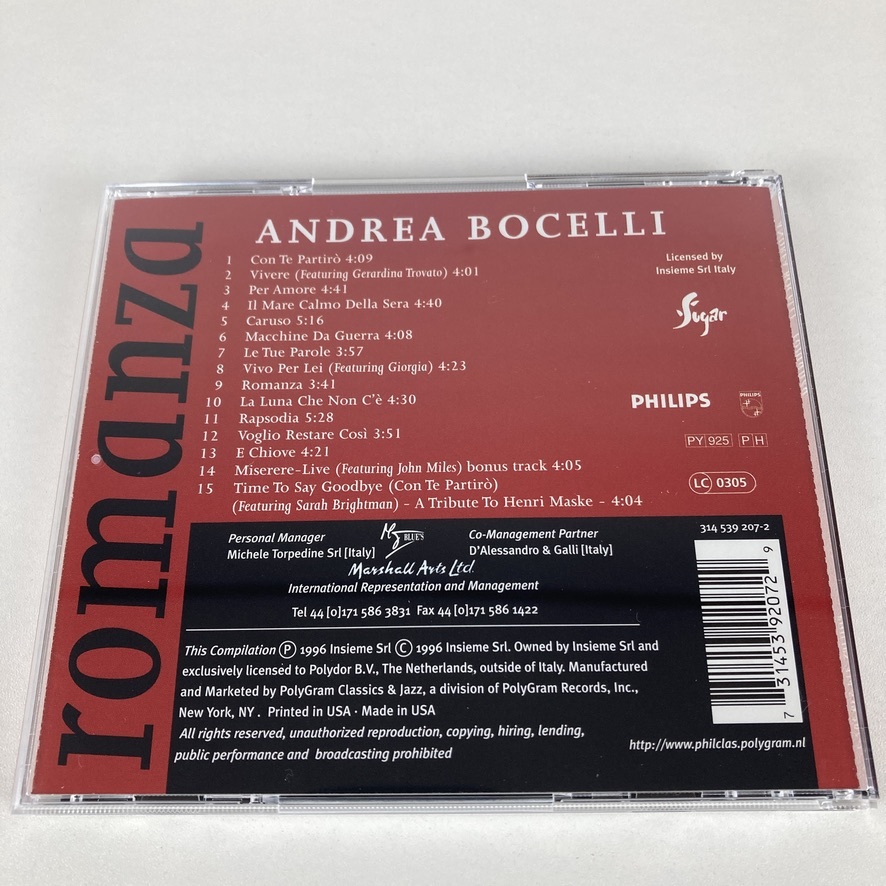 romanza
ANDREA BOCELLI
1 Con Te Partirò 4:09
2 Vivere (Featuring Gerardina Trovato) 4:01
3 Per Amore 4:41
4 Il Mare Calmo Della Sera 4:40
5 Caruso 5:16
6 Macchine Da Guerra 4:08
7 Le Tue Parole 3:57
8 Vivo Per Lei (Featuring Giorgia) 4:23
9 Romanza 3:41
10 La Luna Che Non C'è 4:30
11 Rapsodia 5:28
12 Voglio Restare Così 3:51
13 E Chiove 4:21
14 Miserere-Live (Featuring John Miles) bonus track 4:05
15 Time To Say Goodbye (Con Te Partirò)
(Featuring Sarah Brightman) - A Tribute To Henri Maske - 4:04
Licensed by
Insieme Srl Italy
Sugar
PHILIPS
PHILIPS
PY 925 P H
LC 0305
314 539 207-2
Personal Manager
Michele Torpedine Srl [Italy]
BLUE'S
Co-Management Partner
D'Alessandro & Galli [Italy]
Marshall Arts Ltd.
International Representation and Management
Tel 44 [0]171 586 3831 Fax 44 [0]171 586 1422
This Compilation Ⓟ 1996 Insieme Srl Ⓒ 1996 Insieme Srl. Owned by Insieme Srl and
exclusively licensed to Polydor B.V., The Netherlands, outside of Italy. Manufactured
and Marketed by PolyGram Classics & Jazz, a division of PolyGram Records, Inc.,
New York, NY . Printed in USA · Made in USA
All rights reserved, unauthorized reproduction, copying, hiring, lending,
public performance and broadcasting prohibited
7 31453 92072 9
http://www.philclas.polygram.nl